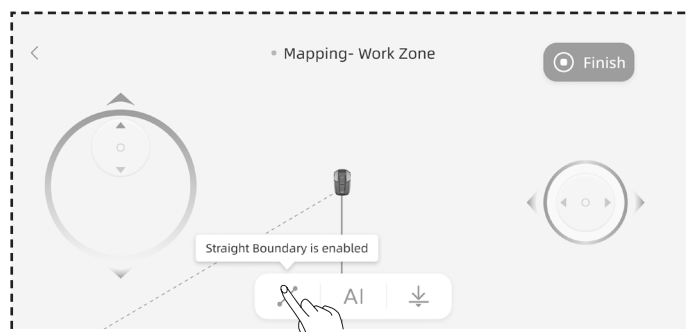 Mapping- Work Zone
Finish
Straight Boundary is enabled
AI